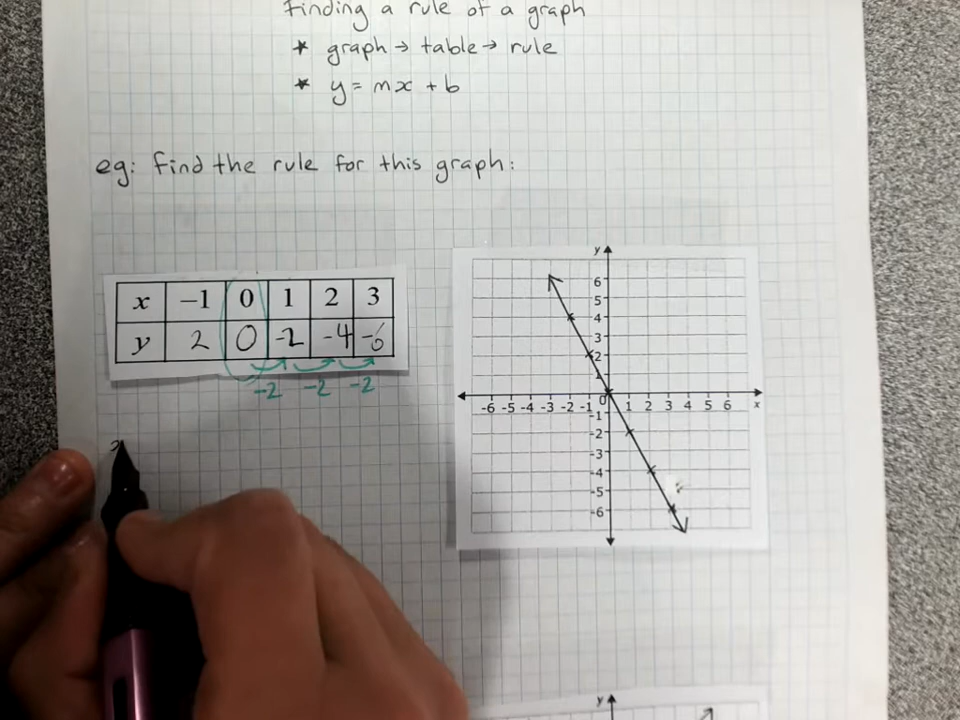 Finding a rule of a graph
* graph → table → rule
* y = mx + b
eg: Find the rule for this graph:
x -1 0 1 2 3
y 2 0 -2 -4 -6
-2 -2 -2
y
6
5
4
3
2
1
-6 -5 -4 -3 -2 -1 0 1 2 3 4 5 6 x
-1
-2
-3
-4
-5
-6
y